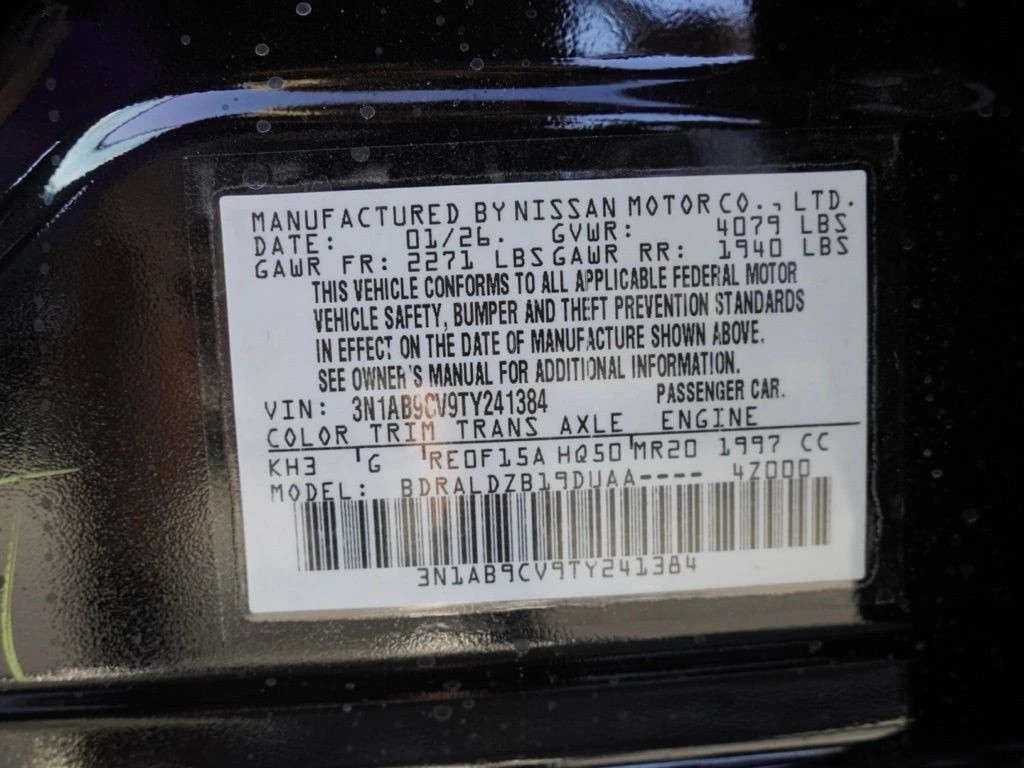 MANUFACTURED BY NISSAN MOTOR CO., LTD.
DATE: 01/26. GVWR: 4079 LBS
GAWR FR: 2271 LBS GAWR RR: 1940 LBS
THIS VEHICLE CONFORMS TO ALL APPLICABLE FEDERAL MOTOR
VEHICLE SAFETY, BUMPER AND THEFT PREVENTION STANDARDS
IN EFFECT ON THE DATE OF MANUFACTURE SHOWN ABOVE.
SEE OWNER'S MANUAL FOR ADDITIONAL INFORMATION.
VIN: 3N1AB9CV9TY241384 PASSENGER CAR.
COLOR TRIM TRANS AXLE ENGINE
KH3 G RE0F15A HQ50 MR20 1997 CC
MODEL: BDRALDZB19DUAA---- 4Z000
3N1AB9CV9TY241384